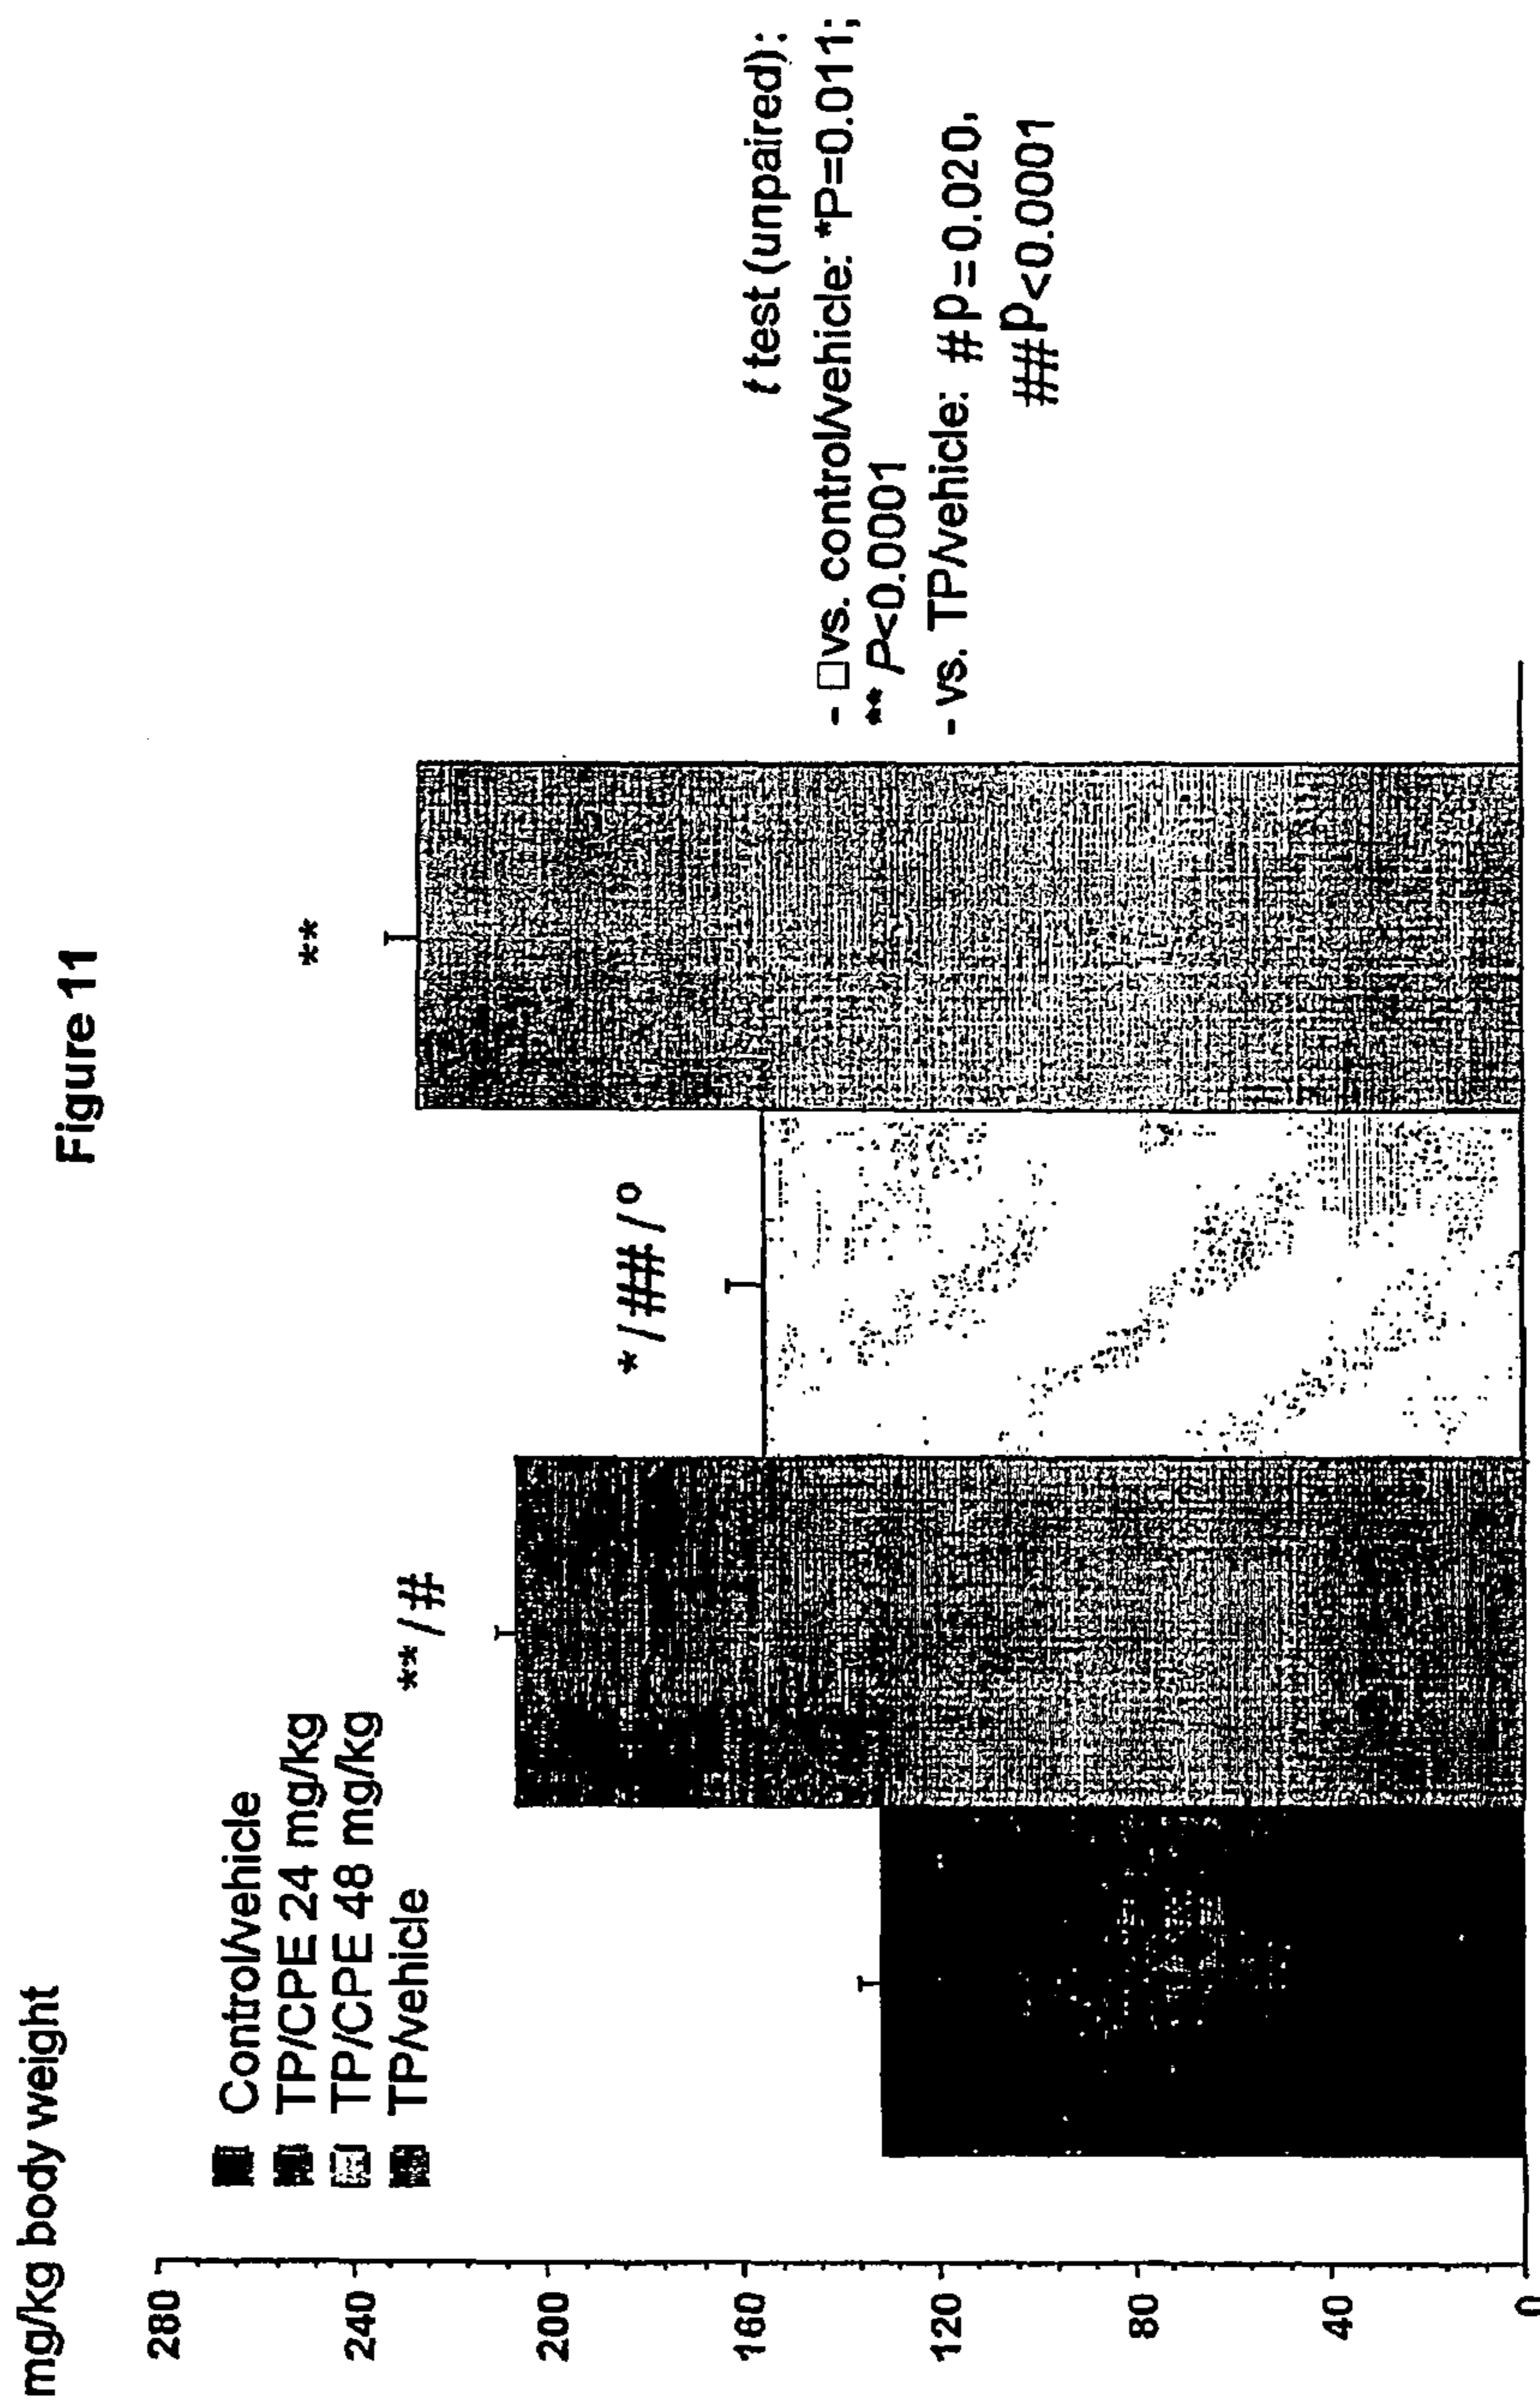 Figure 11
mg/kg body weight
280
240
200
160
120
80
40
0
Control/vehicle
TP/CPE 24 mg/kg
TP/CPE 48 mg/kg
TP/vehicle
**/#
*/##/°
**
t test (unpaired):
- □vs. control/vehicle: *P=0.011;
** P<0.0001
- vs. TP/vehicle: #P=0.020,
##P<0.0001